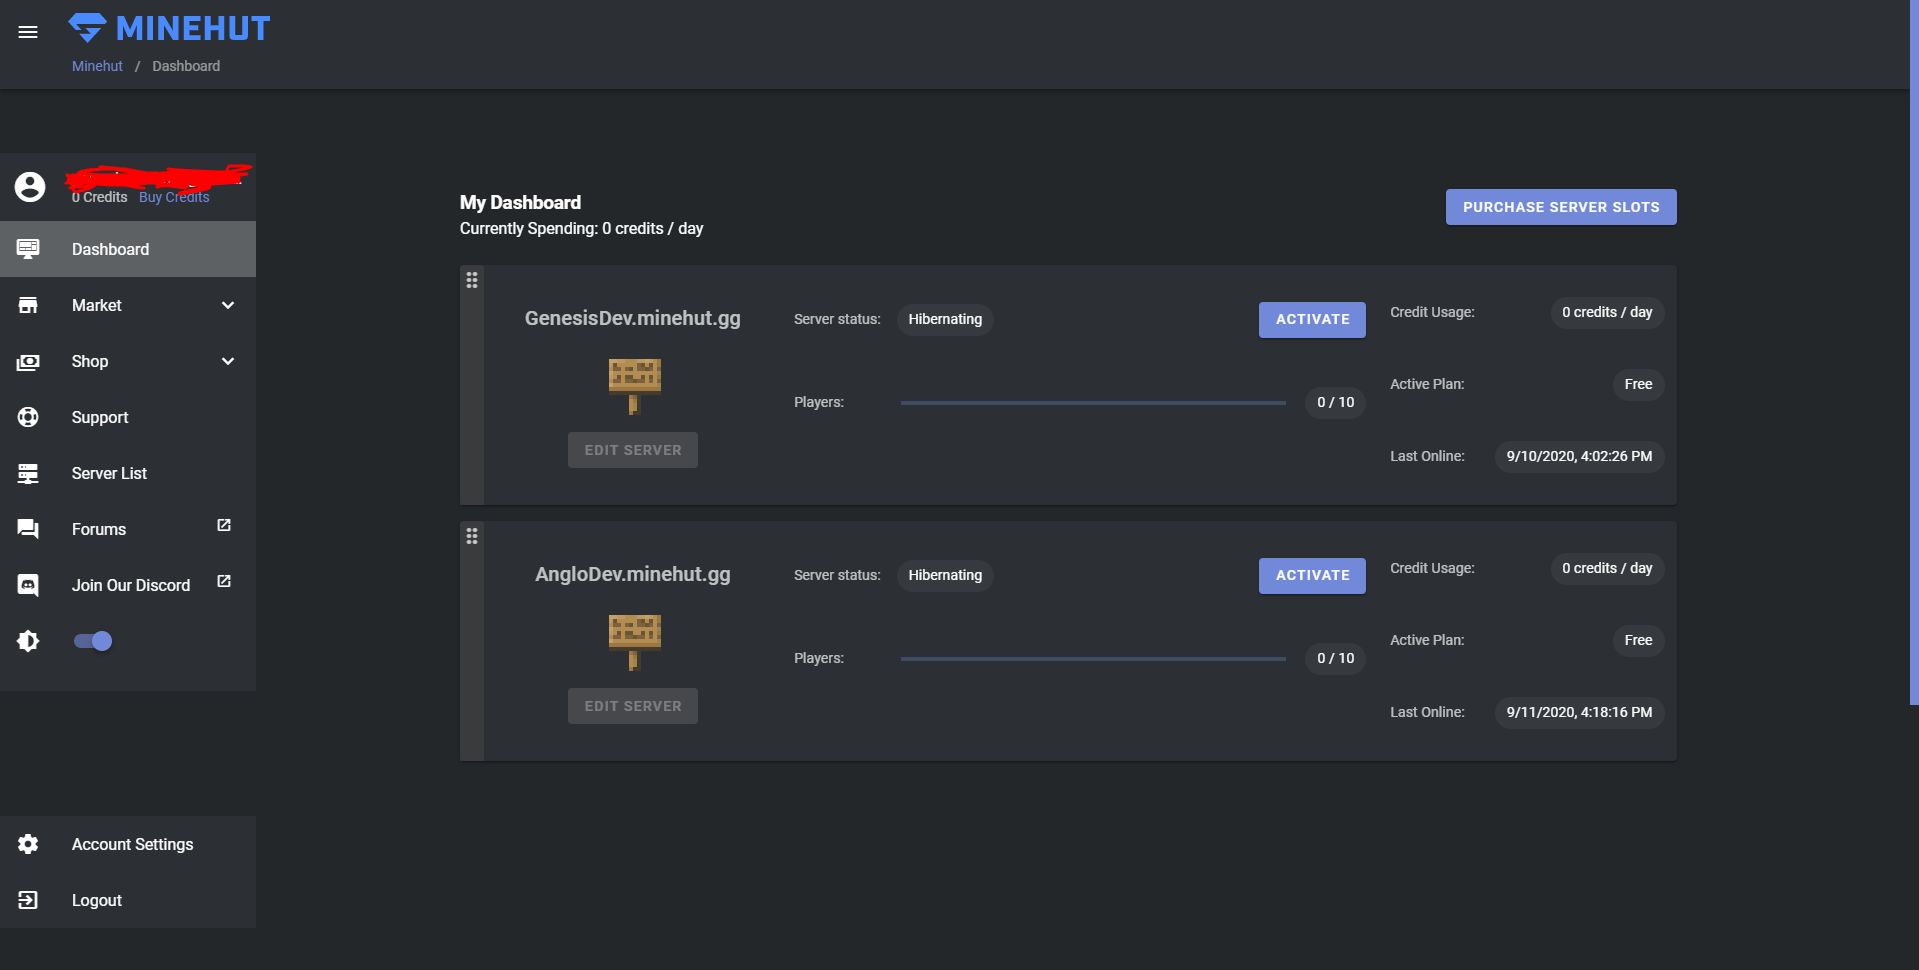 MINEHUT
Minehut / Dashboard
0 Credits Buy Credits
Dashboard
Market
Shop
Support
Server List
Forums
Join Our Discord
Account Settings
Logout
My Dashboard
Currently Spending: 0 credits / day
PURCHASE SERVER SLOTS
GenesisDev.minehut.gg
EDIT SERVER
Server status: Hibernating
ACTIVATE
Players: 0 / 10
Credit Usage: 0 credits / day
Active Plan: Free
Last Online: 9/10/2020, 4:02:26 PM
AngloDev.minehut.gg
EDIT SERVER
Server status: Hibernating
ACTIVATE
Players: 0 / 10
Credit Usage: 0 credits / day
Active Plan: Free
Last Online: 9/11/2020, 4:18:16 PM